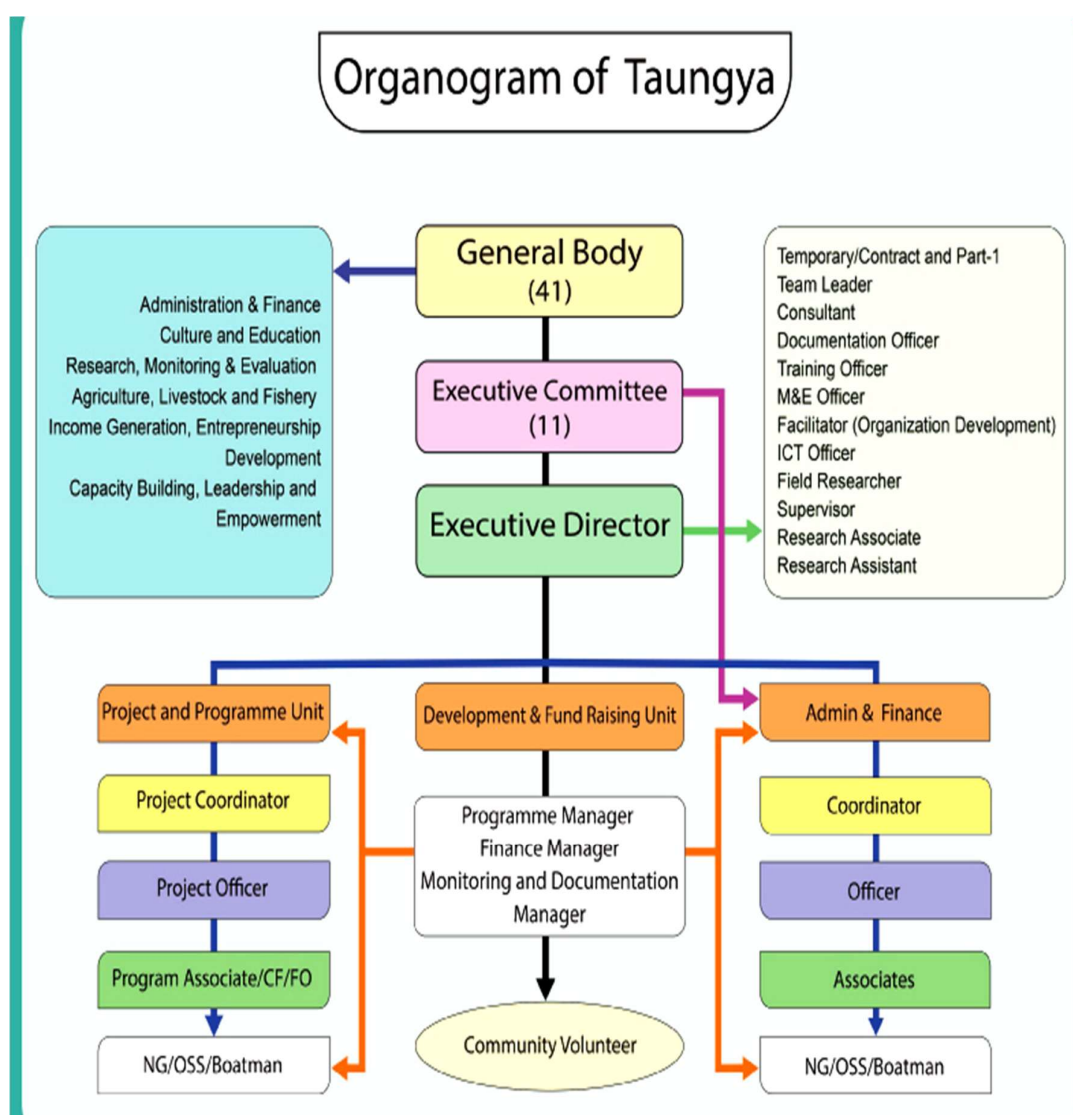 Organogram of Taungya
General Body
(41)
Administration & Finance
Culture and Education
Research, Monitoring & Evaluation
Agriculture, Livestock and Fishery
Income Generation, Entrepreneurship
Development
Capacity Building, Leadership and
Empowerment
Temporary/Contract and Part-1
Team Leader
Consultant
Documentation Officer
Training Officer
M&E Officer
Facilitator (Organization Development)
ICT Officer
Field Researcher
Supervisor
Research Associate
Research Assistant
Executive Committee
(11)
Executive Director
Project and Programme Unit
Development & Fund Raising Unit
Admin & Finance
Project Coordinator
Programme Manager
Finance Manager
Monitoring and Documentation
Manager
Coordinator
Project Officer
Officer
Program Associate/CF/FO
Associates
NG/OSS/Boatman
Community Volunteer
NG/OSS/Boatman